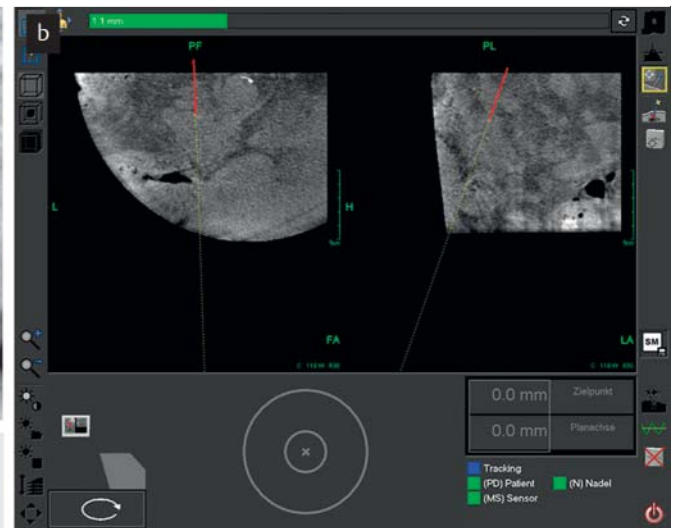 b
1.1 mm
PF
PL
L
H
FA
LA
SM
0.0 mm Zielpunkt
0.0 mm Planachse
Tracking
(PD) Patient
(N) Nadel
(MS) Sensor